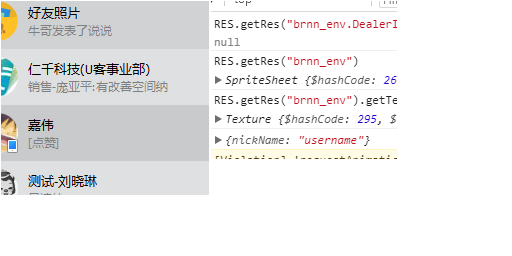 好友照片
牛哥发表了说说
仁千科技(U客事业部)
销售-庞亚平:有改善空间纳
嘉伟
[点赞]
测试-刘晓琳
top
RES.getRes("brnn_env.DealerI
null
RES.getRes("brnn_env")
▶ SpriteSheet {$hashCode: 26
RES.getRes("brnn_env").getTe
▶ Texture {$hashCode: 295, $
▶ {nickName: "username"}